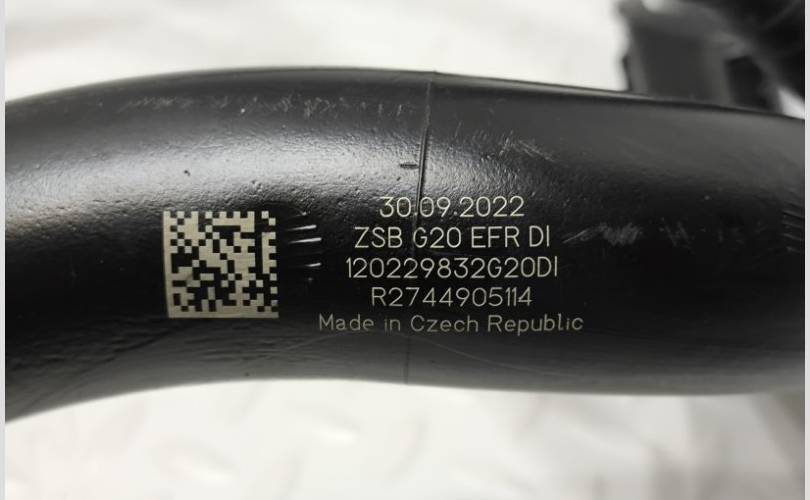 30.09.2022
ZSB G20 EFR DI
120229832G20DI
R2744905114
Made in Czech Republic